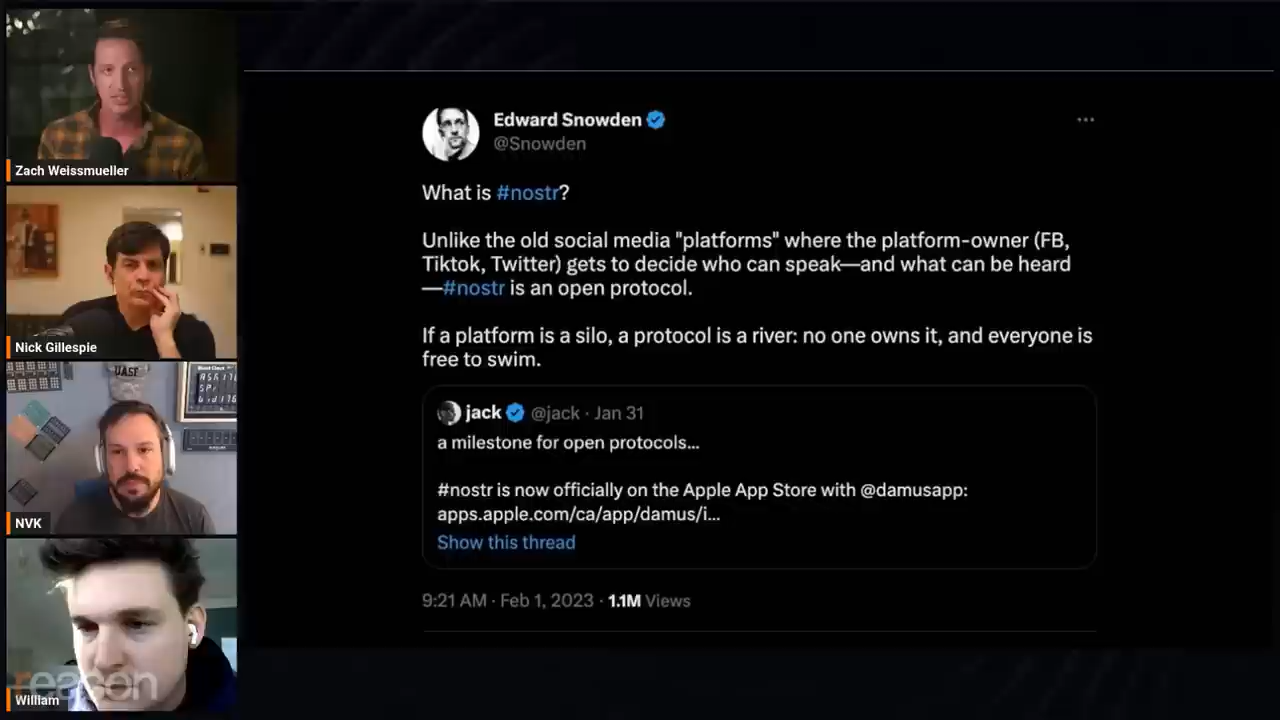 Zach Weissmueller
Nick Gillespie
UASF
NVK
reason
William
Edward Snowden
@Snowden
What is #nostr?
Unlike the old social media "platforms" where the platform-owner (FB,
Tiktok, Twitter) gets to decide who can speak—and what can be heard
—#nostr is an open protocol.
If a platform is a silo, a protocol is a river: no one owns it, and everyone is
free to swim.
jack @jack · Jan 31
a milestone for open protocols...
#nostr is now officially on the Apple App Store with @damusapp:
apps.apple.com/ca/app/damus/i...
Show this thread
9:21 AM · Feb 1, 2023 · 1.1M Views